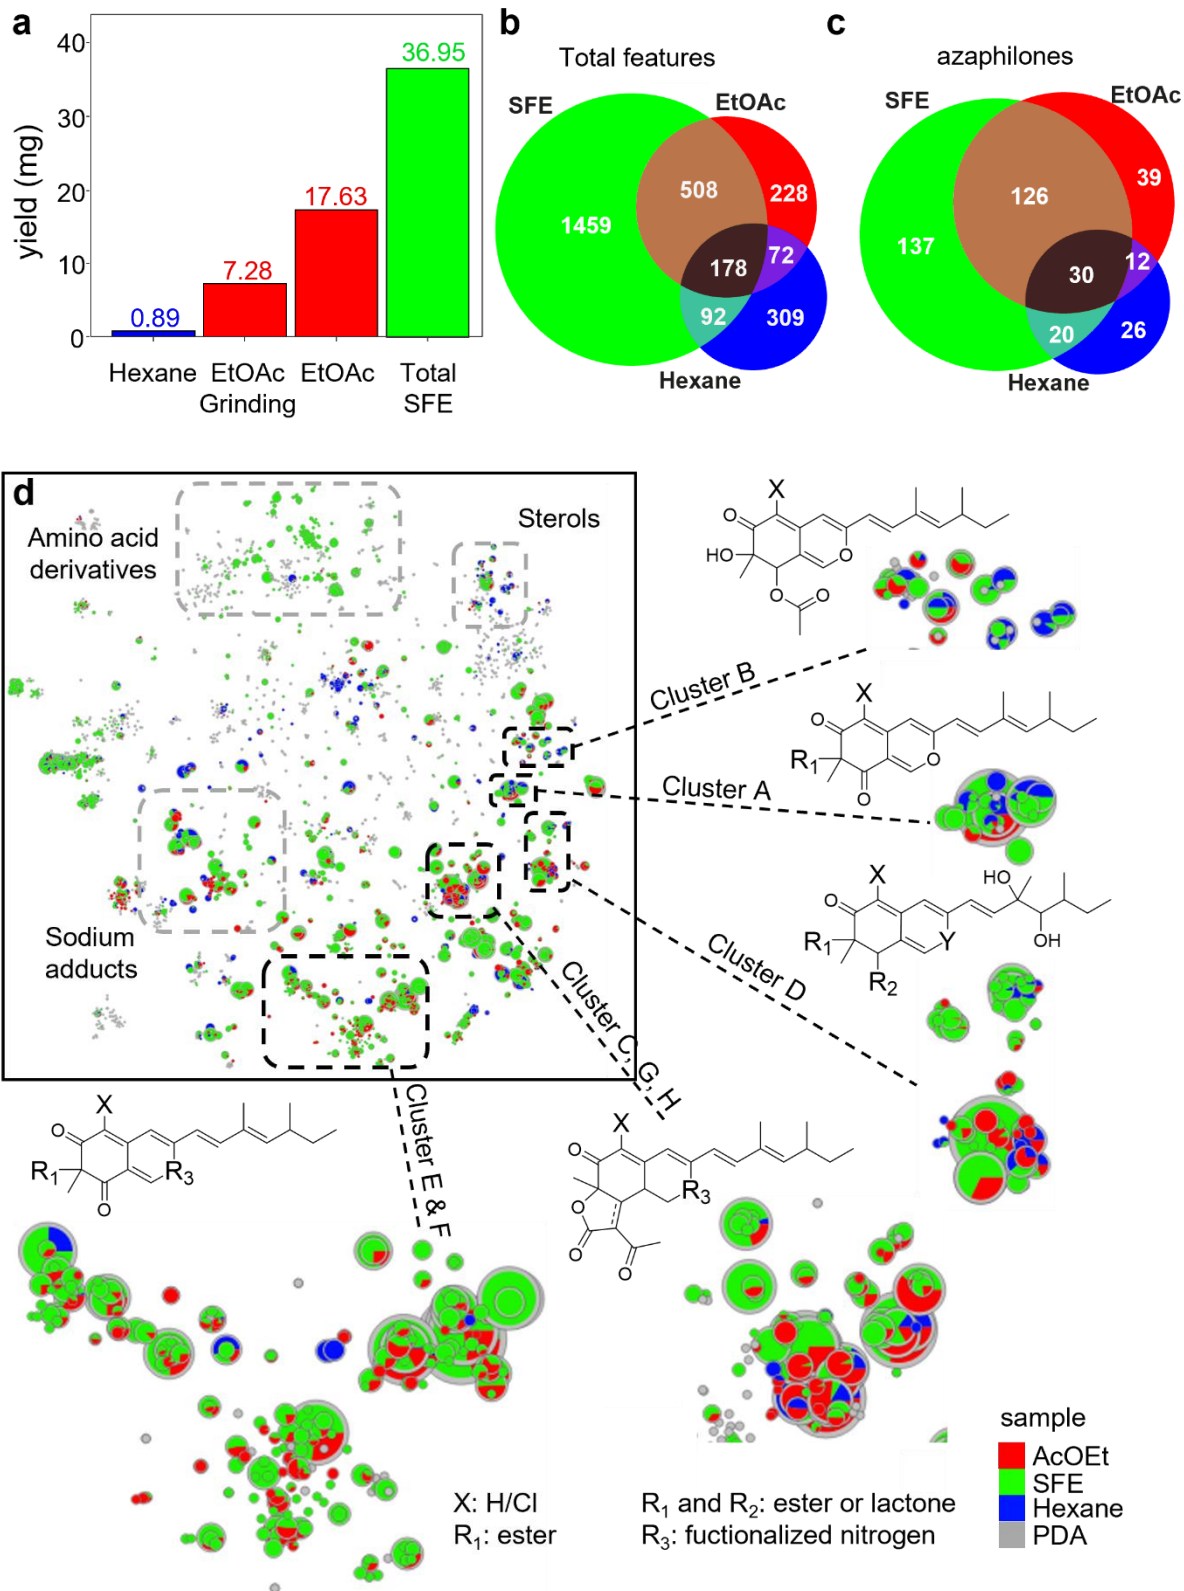 a
yield (mg)
40
30
20
10
0
0.89
7.28
17.63
36.95
Hexane
EtOAc
Grinding
EtOAc
Total
SFE
b
Total features
SFE
EtOAc
Hexane
1459
508
228
178
72
92
309
c
azaphilones
SFE
EtOAc
Hexane
137
126
39
30
12
20
26
d
Amino acid
derivatives
Sterols
Sodium
adducts
Cluster B
Cluster A
Cluster D
Cluster C, G, H
Cluster E & F
X
O
HO
O
O
O
X
O
R1
O
O
X
O
R1
R2
Y
HO
OH
X
O
R1
O
R3
X
O
R3
O
O
O
X: H/Cl
R1: ester
R1 and R2: ester or lactone
R3: fuctionalized nitrogen
sample
AcOEt
SFE
Hexane
PDA